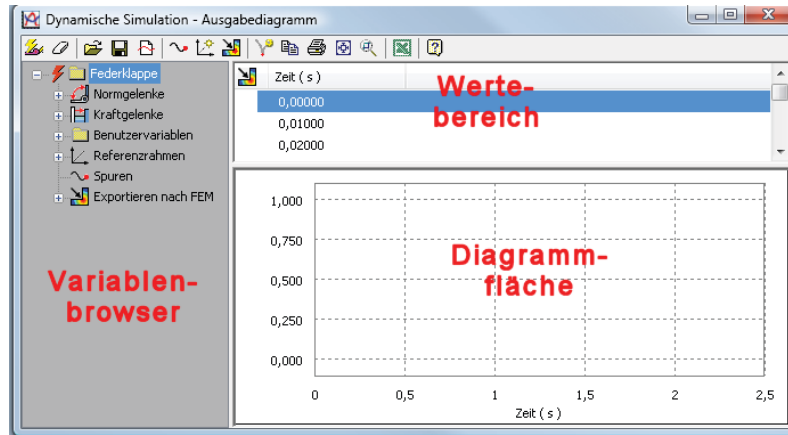 Dynamische Simulation - Ausgabediagramm
Federklappe
Normgelenke
Kraftgelenke
Benutzervariablen
Referenzrahmen
Spuren
Exportieren nach FEM
Variablen-
browser
Zeit ( s )
0,00000
0,01000
0,02000
Werte-
bereich
1,000
0,750
0,500
0,250
0,000
Diagramm-
fläche
0 0,5 1 1,5 2 2,5
Zeit ( s )